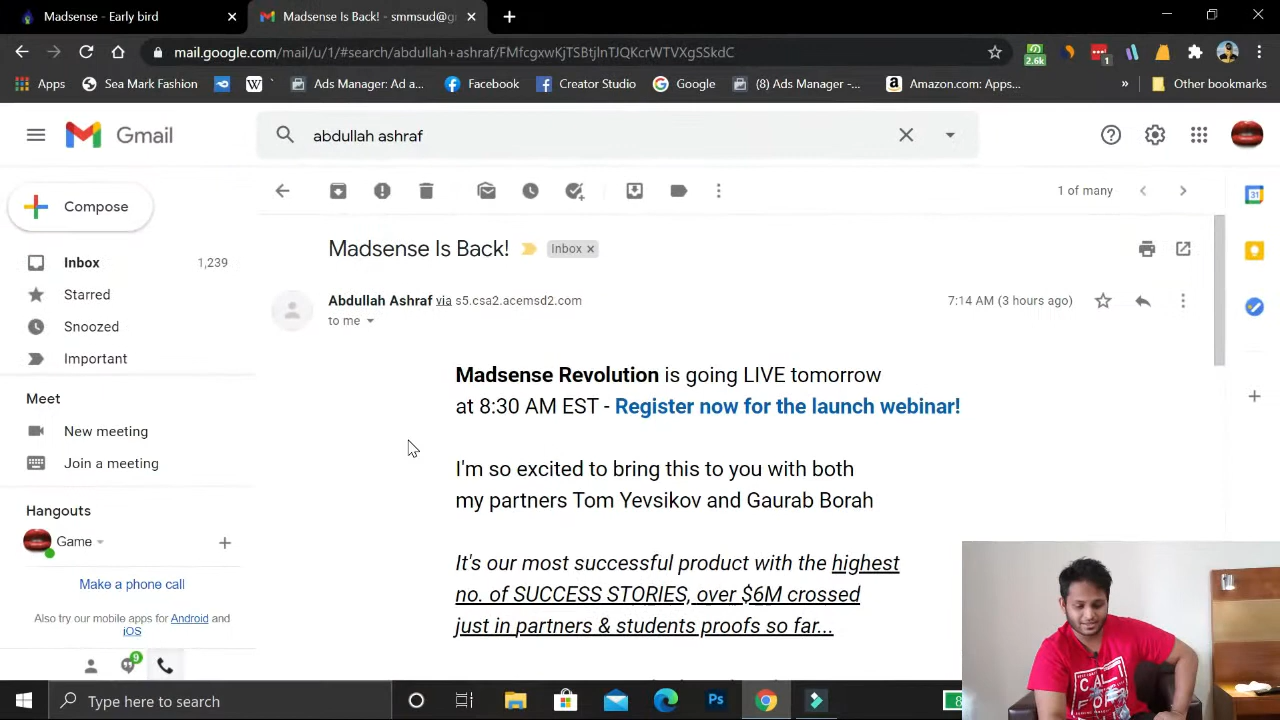 Madsense - Early bird
Madsense Is Back! - smmsud@g
mail.google.com/mail/u/1/#search/abdullah+ashraf/FMfcgxwKjTSBtjlnTJQKcrWTVXgSSkdC
2.6k
1
Apps
Sea Mark Fashion
W
Ads Manager: Ad a...
Facebook
Creator Studio
Google
(8) Ads Manager -...
Amazon.com: Apps...
»
Other bookmarks
Gmail
abdullah ashraf
Compose
1 of many
31
Inbox 1,239
Starred
Snoozed
Important
Meet
New meeting
Join a meeting
Hangouts
Game
Make a phone call
Also try our mobile apps for Android and
iOS
9
Madsense Is Back!
Inbox ×
Abdullah Ashraf via s5.csa2.acemsd2.com
7:14 AM (3 hours ago)
to me
Madsense Revolution is going LIVE tomorrow
at 8:30 AM EST - Register now for the launch webinar!
I'm so excited to bring this to you with both
my partners Tom Yevsikov and Gaurab Borah
It's our most successful product with the highest
no. of SUCCESS STORIES, over $6M crossed
just in partners & students proofs so far...
Type here to search
Ps